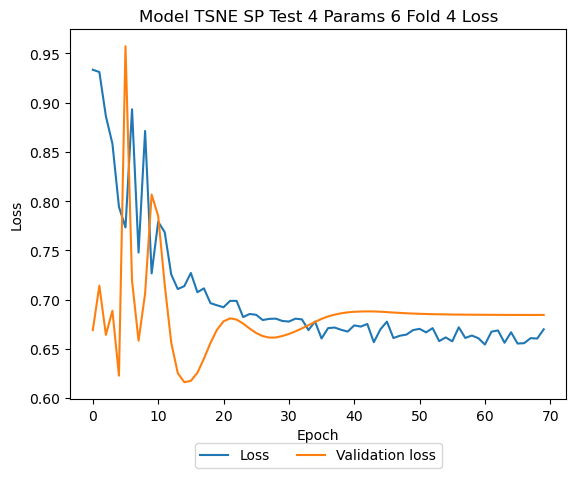 Model TSNE SP Test 4 Params 6 Fold 4 Loss
0.95
0.90
0.85
0.80
0.75
0.70
0.65
0.60
Loss
0 10 20 30 40 50 60 70
Epoch
Loss Validation loss